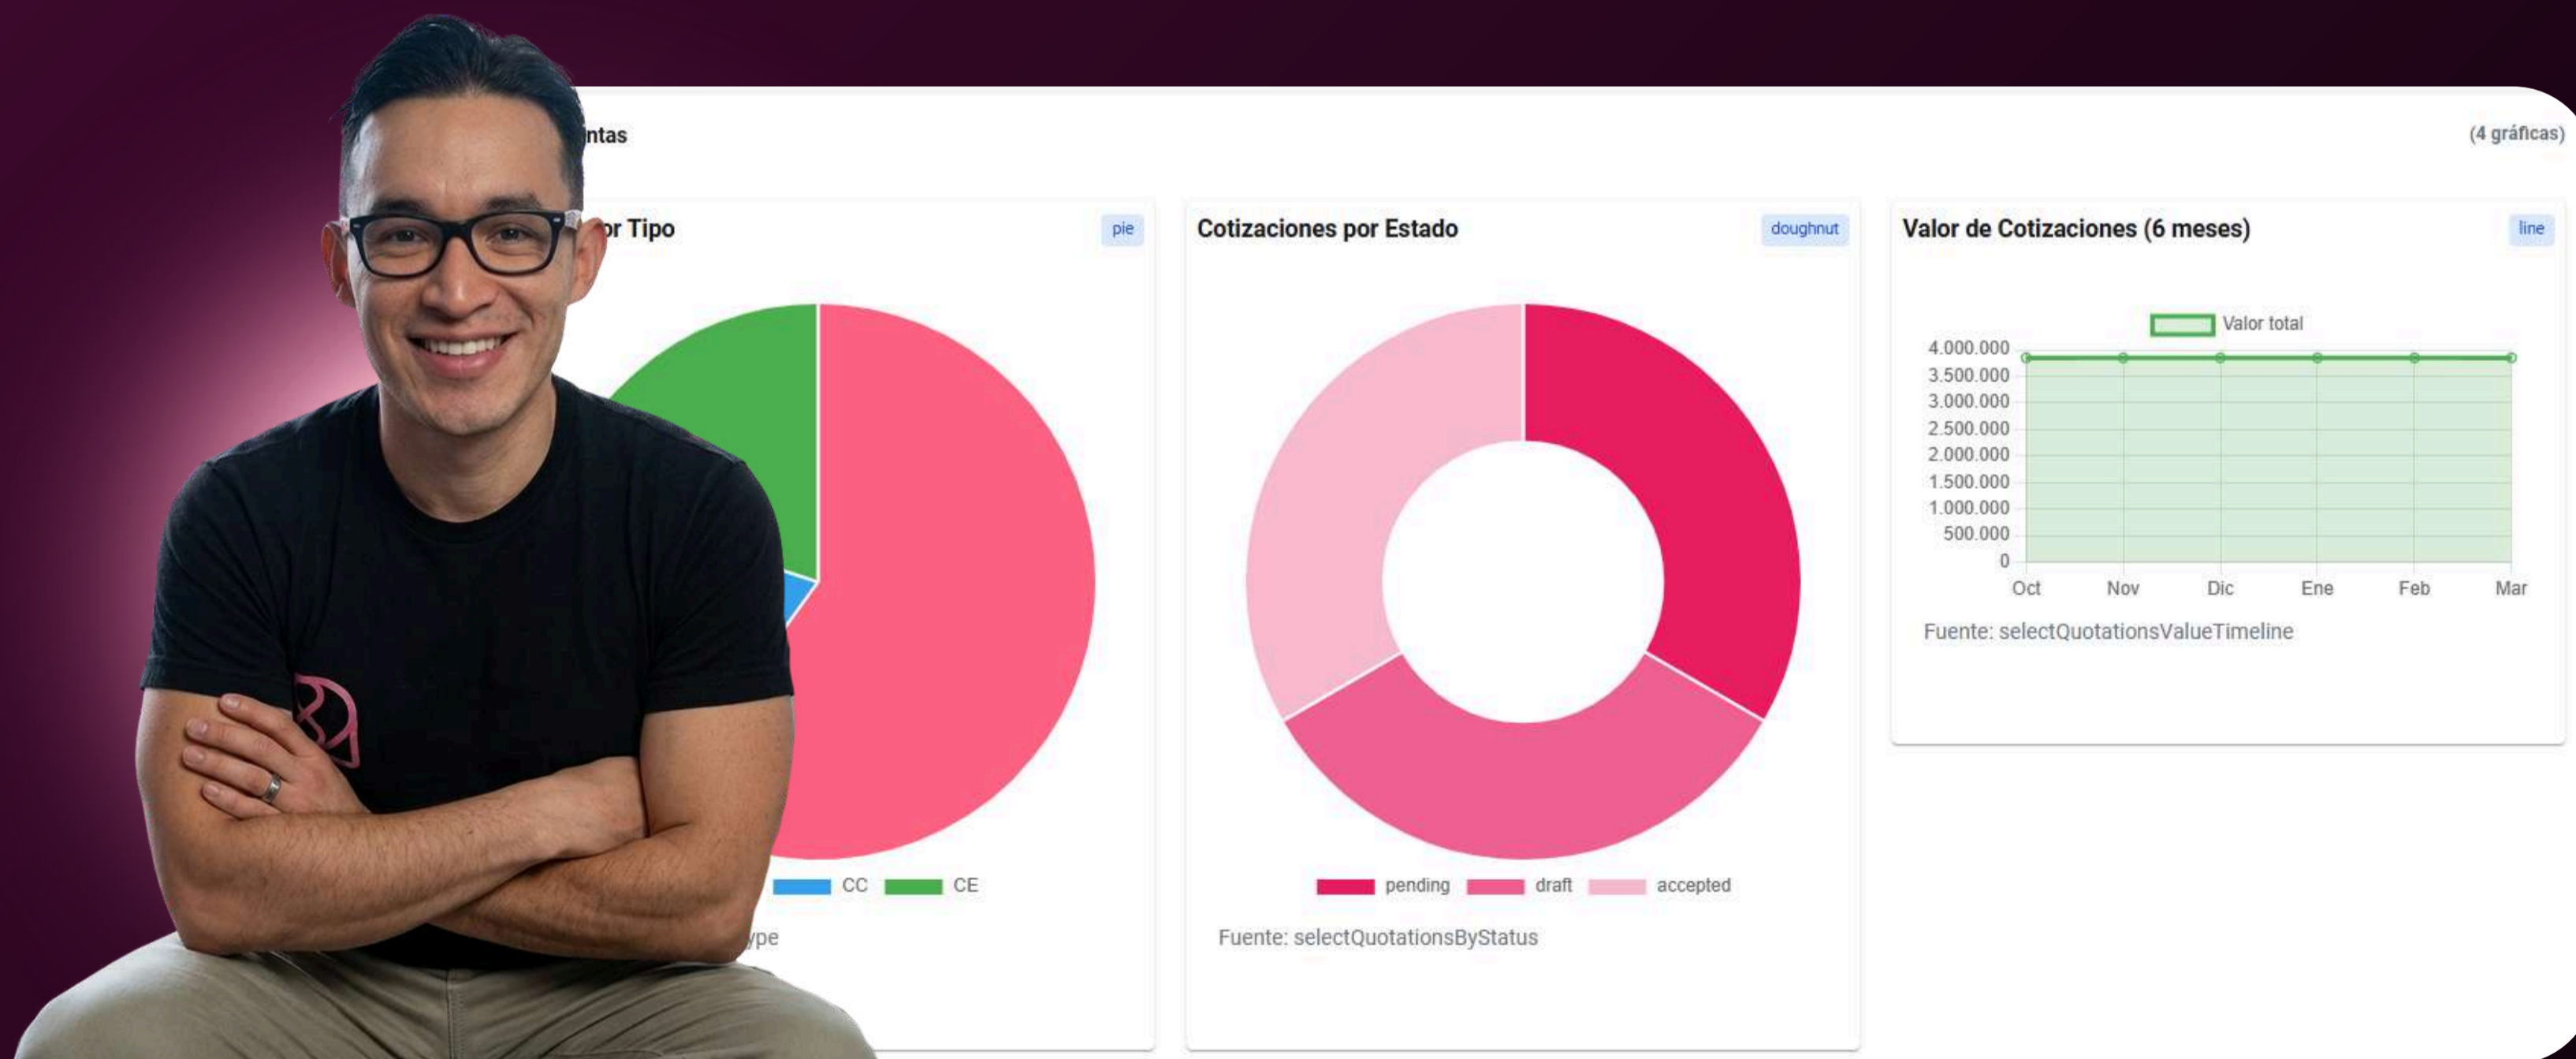 ntas
(4 gráficas)
or Tipo
pie
CC
CE
ype
Cotizaciones por Estado
doughnut
pending
draft
accepted
Fuente: selectQuotationsByStatus
Valor de Cotizaciones (6 meses)
line
Valor total
4.000.000
3.500.000
3.000.000
2.500.000
2.000.000
1.500.000
1.000.000
500.000
0
Oct
Nov
Dic
Ene
Feb
Mar
Fuente: selectQuotationsValueTimeline